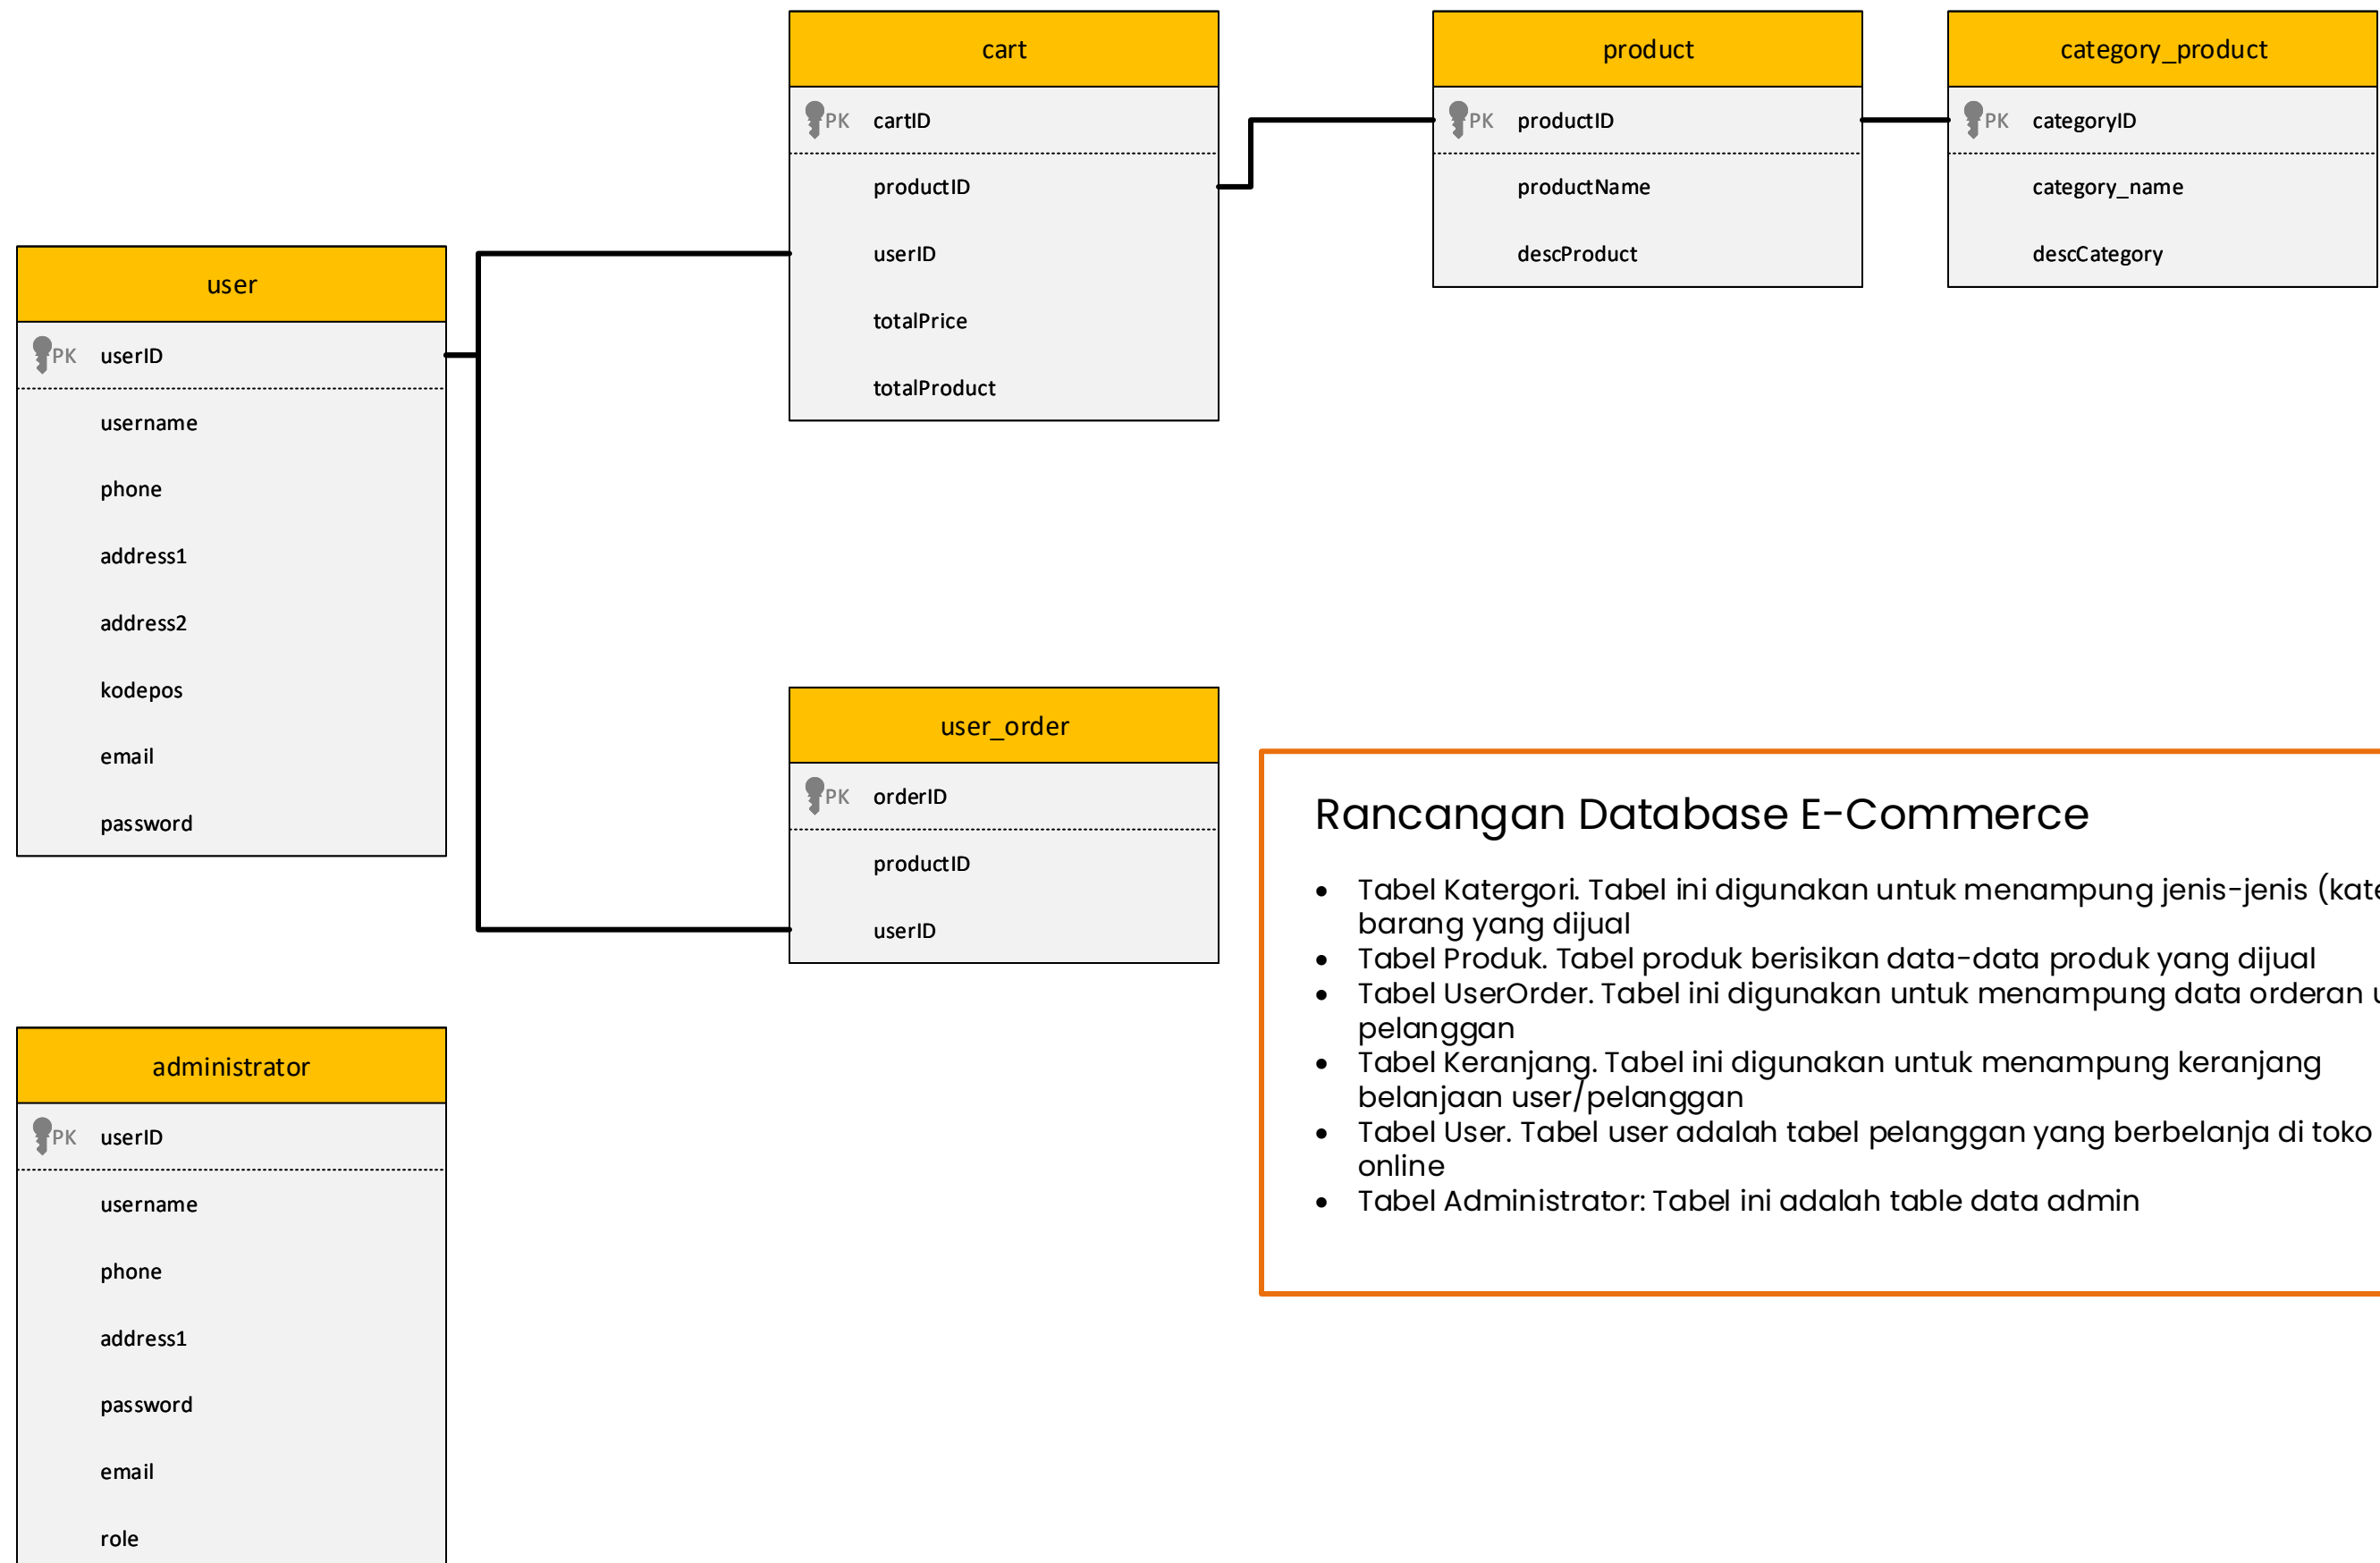 cart
PK cartID
productID
userID
totalPrice
totalProduct
product
PK productID
productName
descProduct
category_product
PK categoryID
category_name
descCategory
user
PK userID
username
phone
address1
address2
kodepos
email
password
user_order
PK orderID
productID
userID
administrator
PK userID
username
phone
address1
password
email
role
Rancangan Database E-Commerce
• Tabel Katergori. Tabel ini digunakan untuk menampung jenis-jenis
barang yang dijual
• Tabel Produk. Tabel produk berisikan data-data produk yang dijual
• Tabel UserOrder. Tabel ini digunakan untuk menampung data orderan
pelanggan
• Tabel Keranjang. Tabel ini digunakan untuk menampung keranjang
belanjaan user/pelanggan
• Tabel User. Tabel user adalah tabel pelanggan yang berbelanja di toko
online
• Tabel Administrator: Tabel ini adalah table data admin